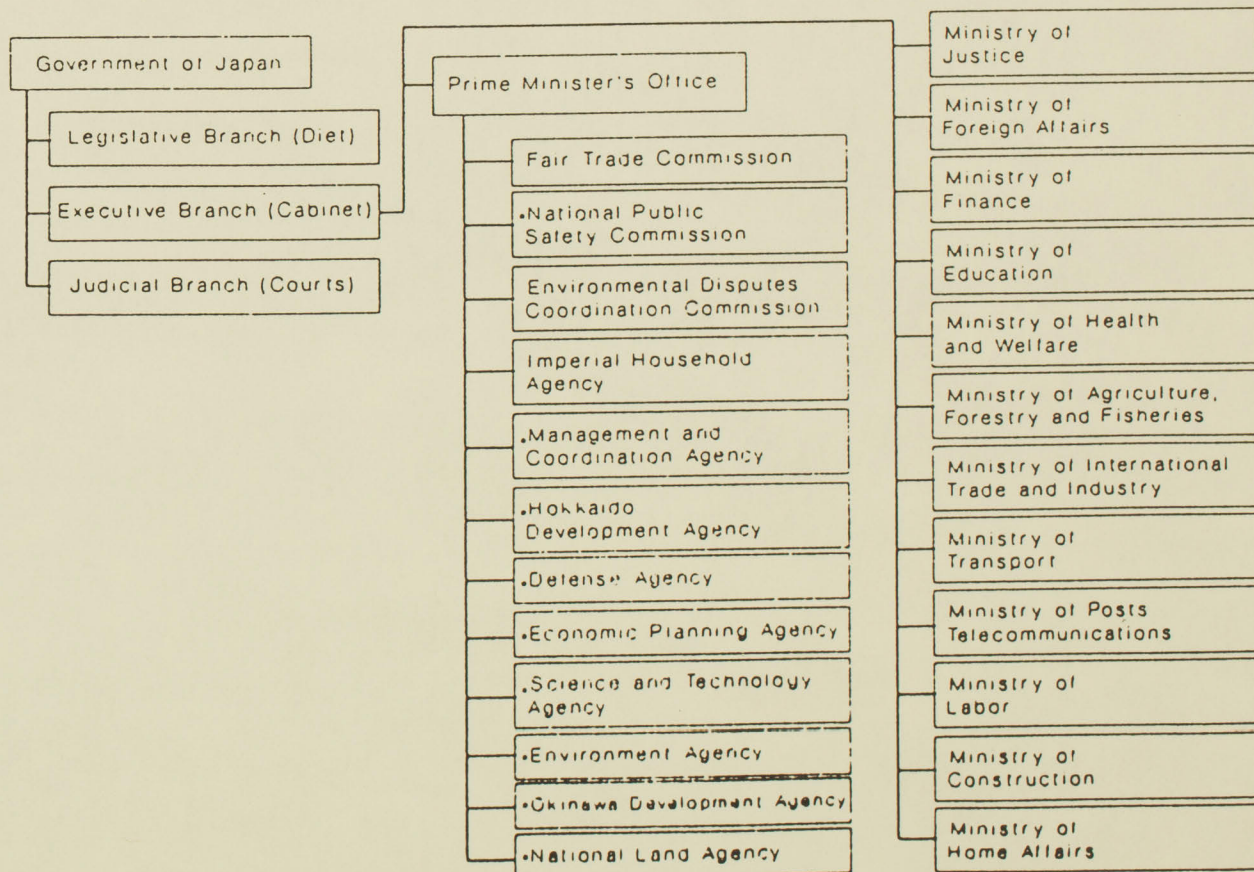 Government of Japan
Legislative Branch (Diet)
Executive Branch (Cabinet)
Judicial Branch (Courts)
Prime Minister's Office
Fair Trade Commission
•National Public
Safety Commission
Environmental Disputes
Coordination Commission
Imperial Household
Agency
•Management and
Coordination Agency
•Hokkaido
Development Agency
•Defense Agency
•Economic Planning Agency
•Science and Technology
Agency
•Environment Agency
•Okinawa Development Agency
•National Land Agency
Ministry of
Justice
Ministry of
Foreign Affairs
Ministry of
Finance
Ministry of
Education
Ministry of Health
and Welfare
Ministry of Agriculture,
Forestry and Fisheries
Ministry of International
Trade and Industry
Ministry of
Transport
Ministry of Posts
Telecommunications
Ministry of
Labor
Ministry of
Construction
Ministry of
Home Affairs